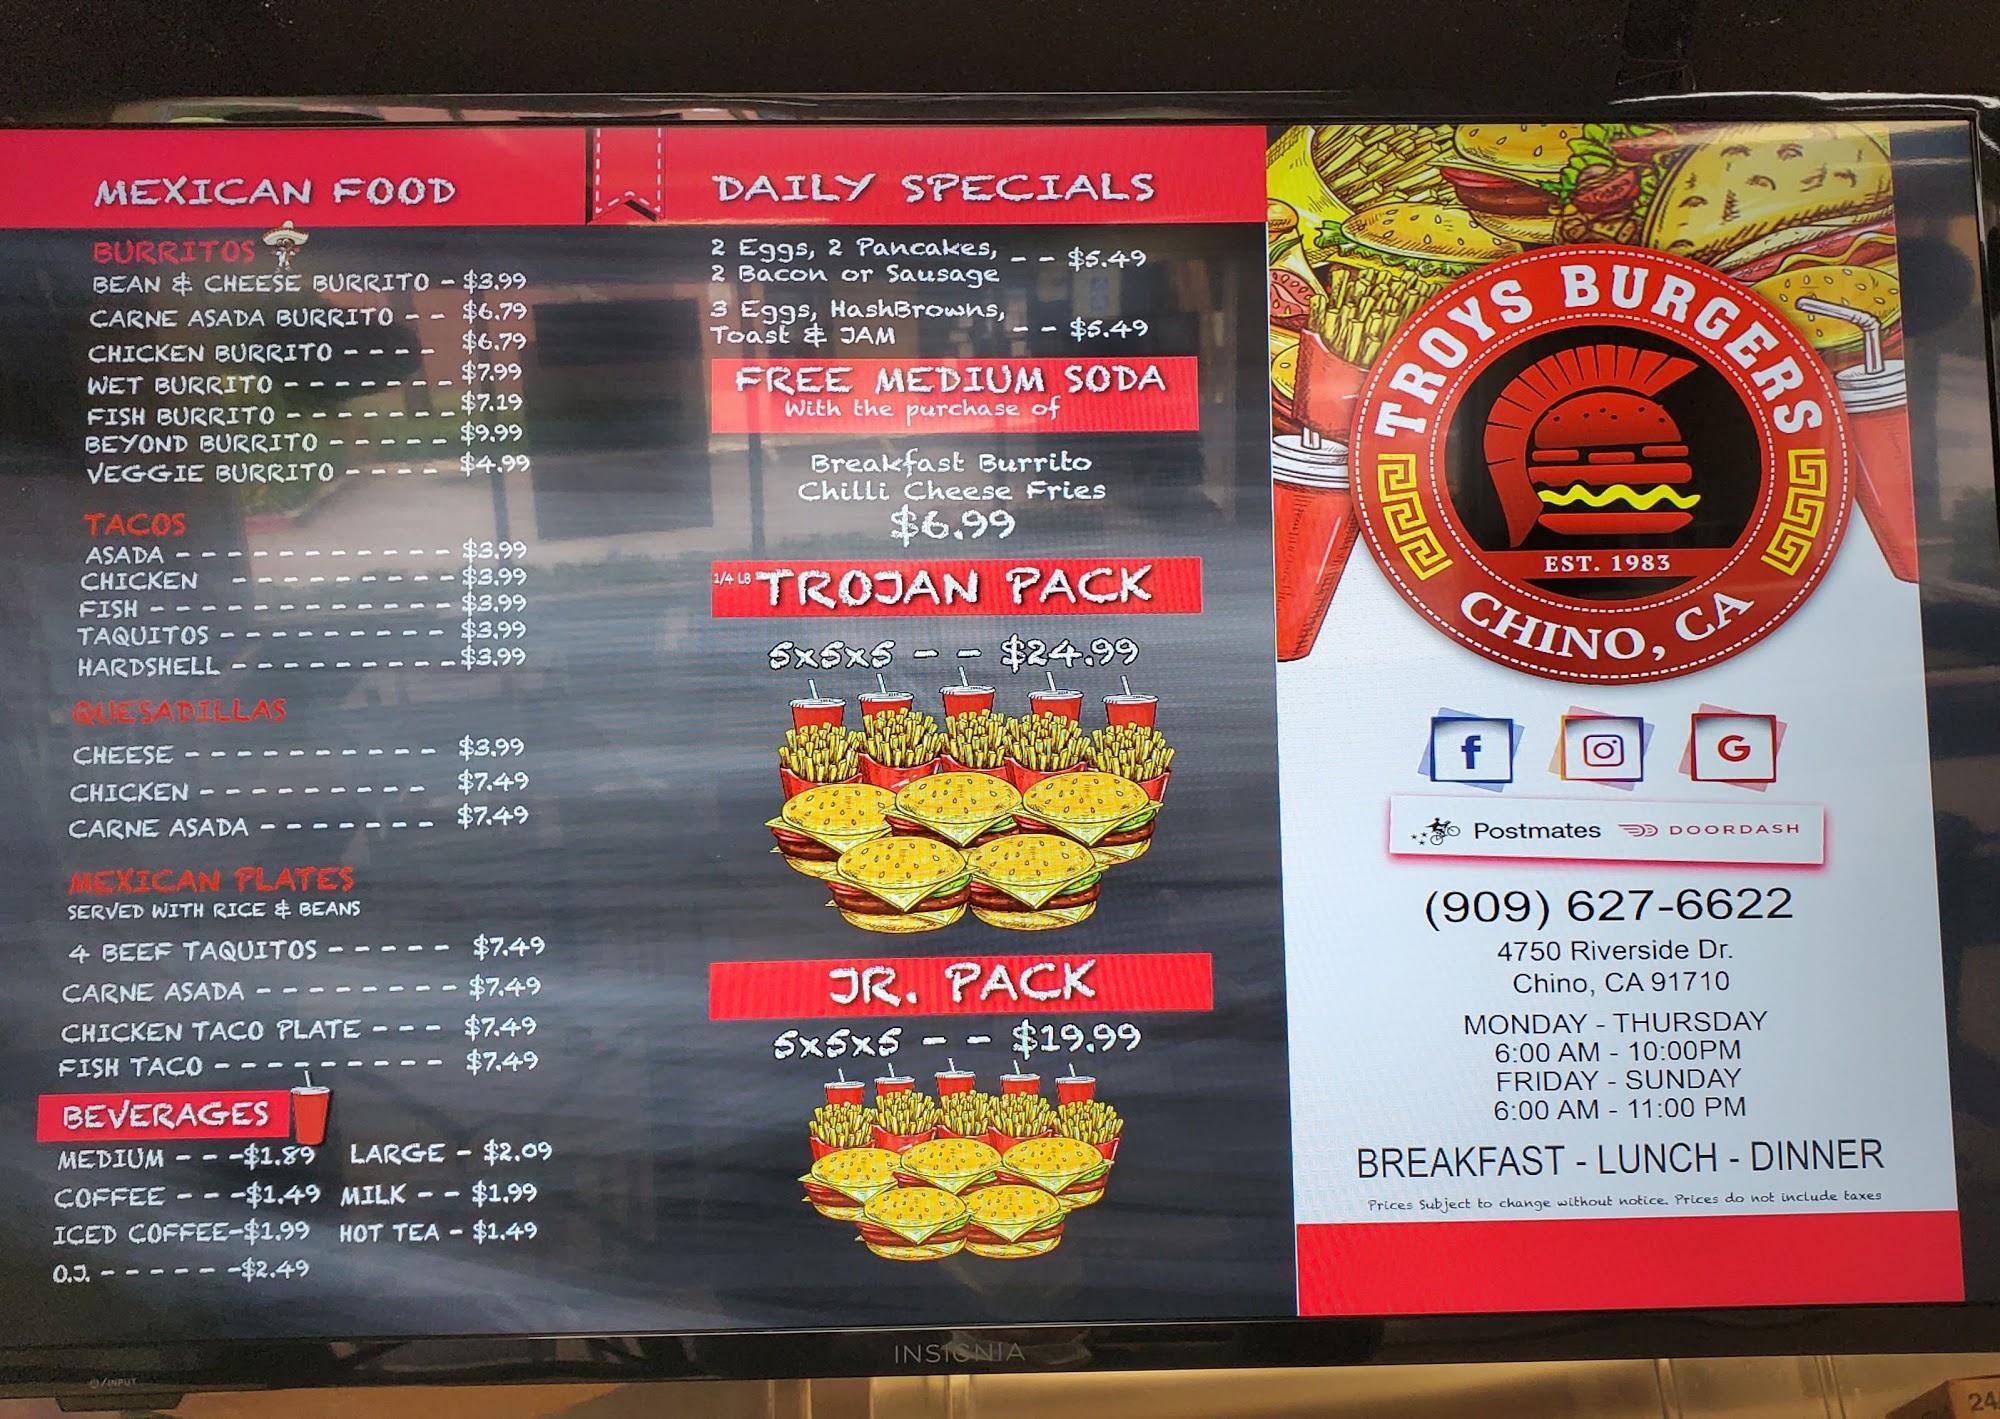 MEXICAN FOOD
BURRITOS
BEAN & CHEESE BURRITO - $3.99
CARNE ASADA BURRITO - - $6.79
CHICKEN BURRITO - - - - $6.79
WET BURRITO - - - - - - - $7.99
FISH BURRITO - - - - - - - $7.19
BEYOND BURRITO - - - - - $9.99
VEGGIE BURRITO - - - - $4.99
TACOS
ASADA - - - - - - - - - - - - $3.99
CHICKEN - - - - - - - - - - $3.99
FISH - - - - - - - - - - - - - $3.99
TAQUITOS - - - - - - - - - $3.99
HARDSHELL - - - - - - - - - $3.99
QUESADILLAS
CHEESE - - - - - - - - - - $3.99
CHICKEN - - - - - - - - - $7.49
CARNE ASADA - - - - - - - $7.49
MEXICAN PLATES
SERVED WITH RICE & BEANS
4 BEEF TAQUITOS - - - - - $7.49
CARNE ASADA - - - - - - - - $7.49
CHICKEN TACO PLATE - - - $7.49
FISH TACO - - - - - - - - - $7.49
BEVERAGES
MEDIUM - - -$1.89 LARGE - $2.09
COFFEE - - -$1.49 MILK - - $1.99
ICED COFFEE-$1.99 HOT TEA - $1.49
O.J. - - - - - -$2.49
DAILY SPECIALS
2 Eggs, 2 Pancakes,
2 Bacon or Sausage - - $5.49
3 Eggs, HashBrowns,
Toast & JAM - - $5.49
FREE MEDIUM SODA
With the purchase of
Breakfast Burrito
Chilli Cheese Fries
$6.99
1/4 LB TROJAN PACK
5x5x5 - - $24.99
JR. PACK
5x5x5 - - $19.99
TROYS BURGERS
EST. 1983
CHINO, CA
f
G
Postmates DOORDASH
(909) 627-6622
4750 Riverside Dr.
Chino, CA 91710
MONDAY - THURSDAY
6:00 AM - 10:00PM
FRIDAY - SUNDAY
6:00 AM - 11:00 PM
BREAKFAST - LUNCH - DINNER
Prices Subject to change without notice. Prices do not include taxes
INSIGNIA
/INPUT
24